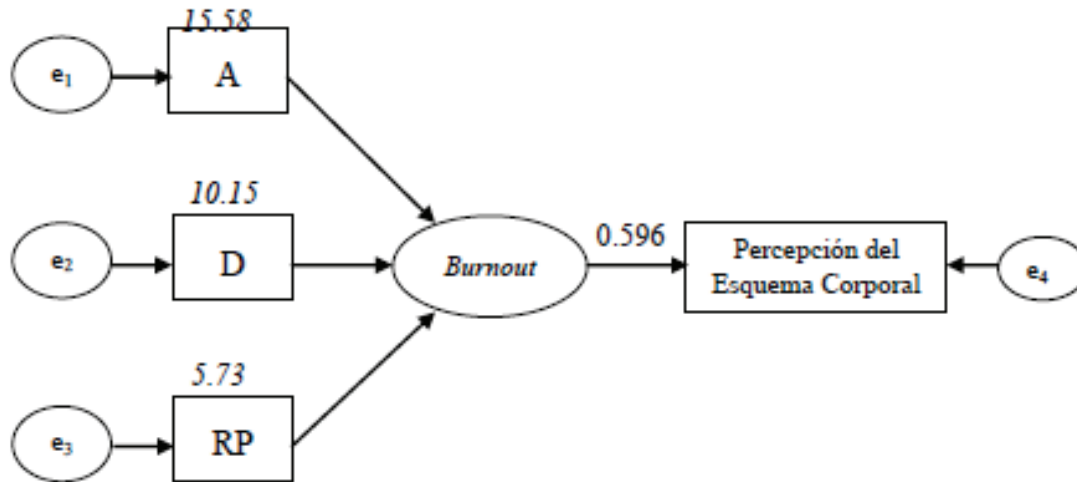 15.58
e1
A
10.15
e2
D
Burnout
0.596
Percepción del
Esquema Corporal
e4
5.73
e3
RP